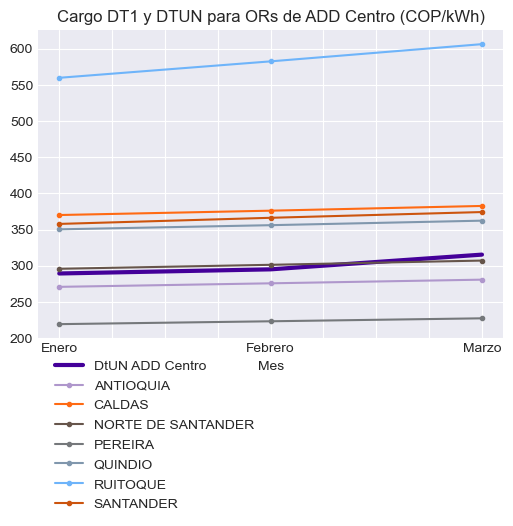 Cargo DT1 y DTUN para ORs de ADD Centro (COP/kWh)
600
550
500
450
400
350
300
250
200
Enero Febrero Marzo
Mes
DtUN ADD Centro
ANTIOQUIA
CALDAS
NORTE DE SANTANDER
PEREIRA
QUINDIO
RUITOQUE
SANTANDER